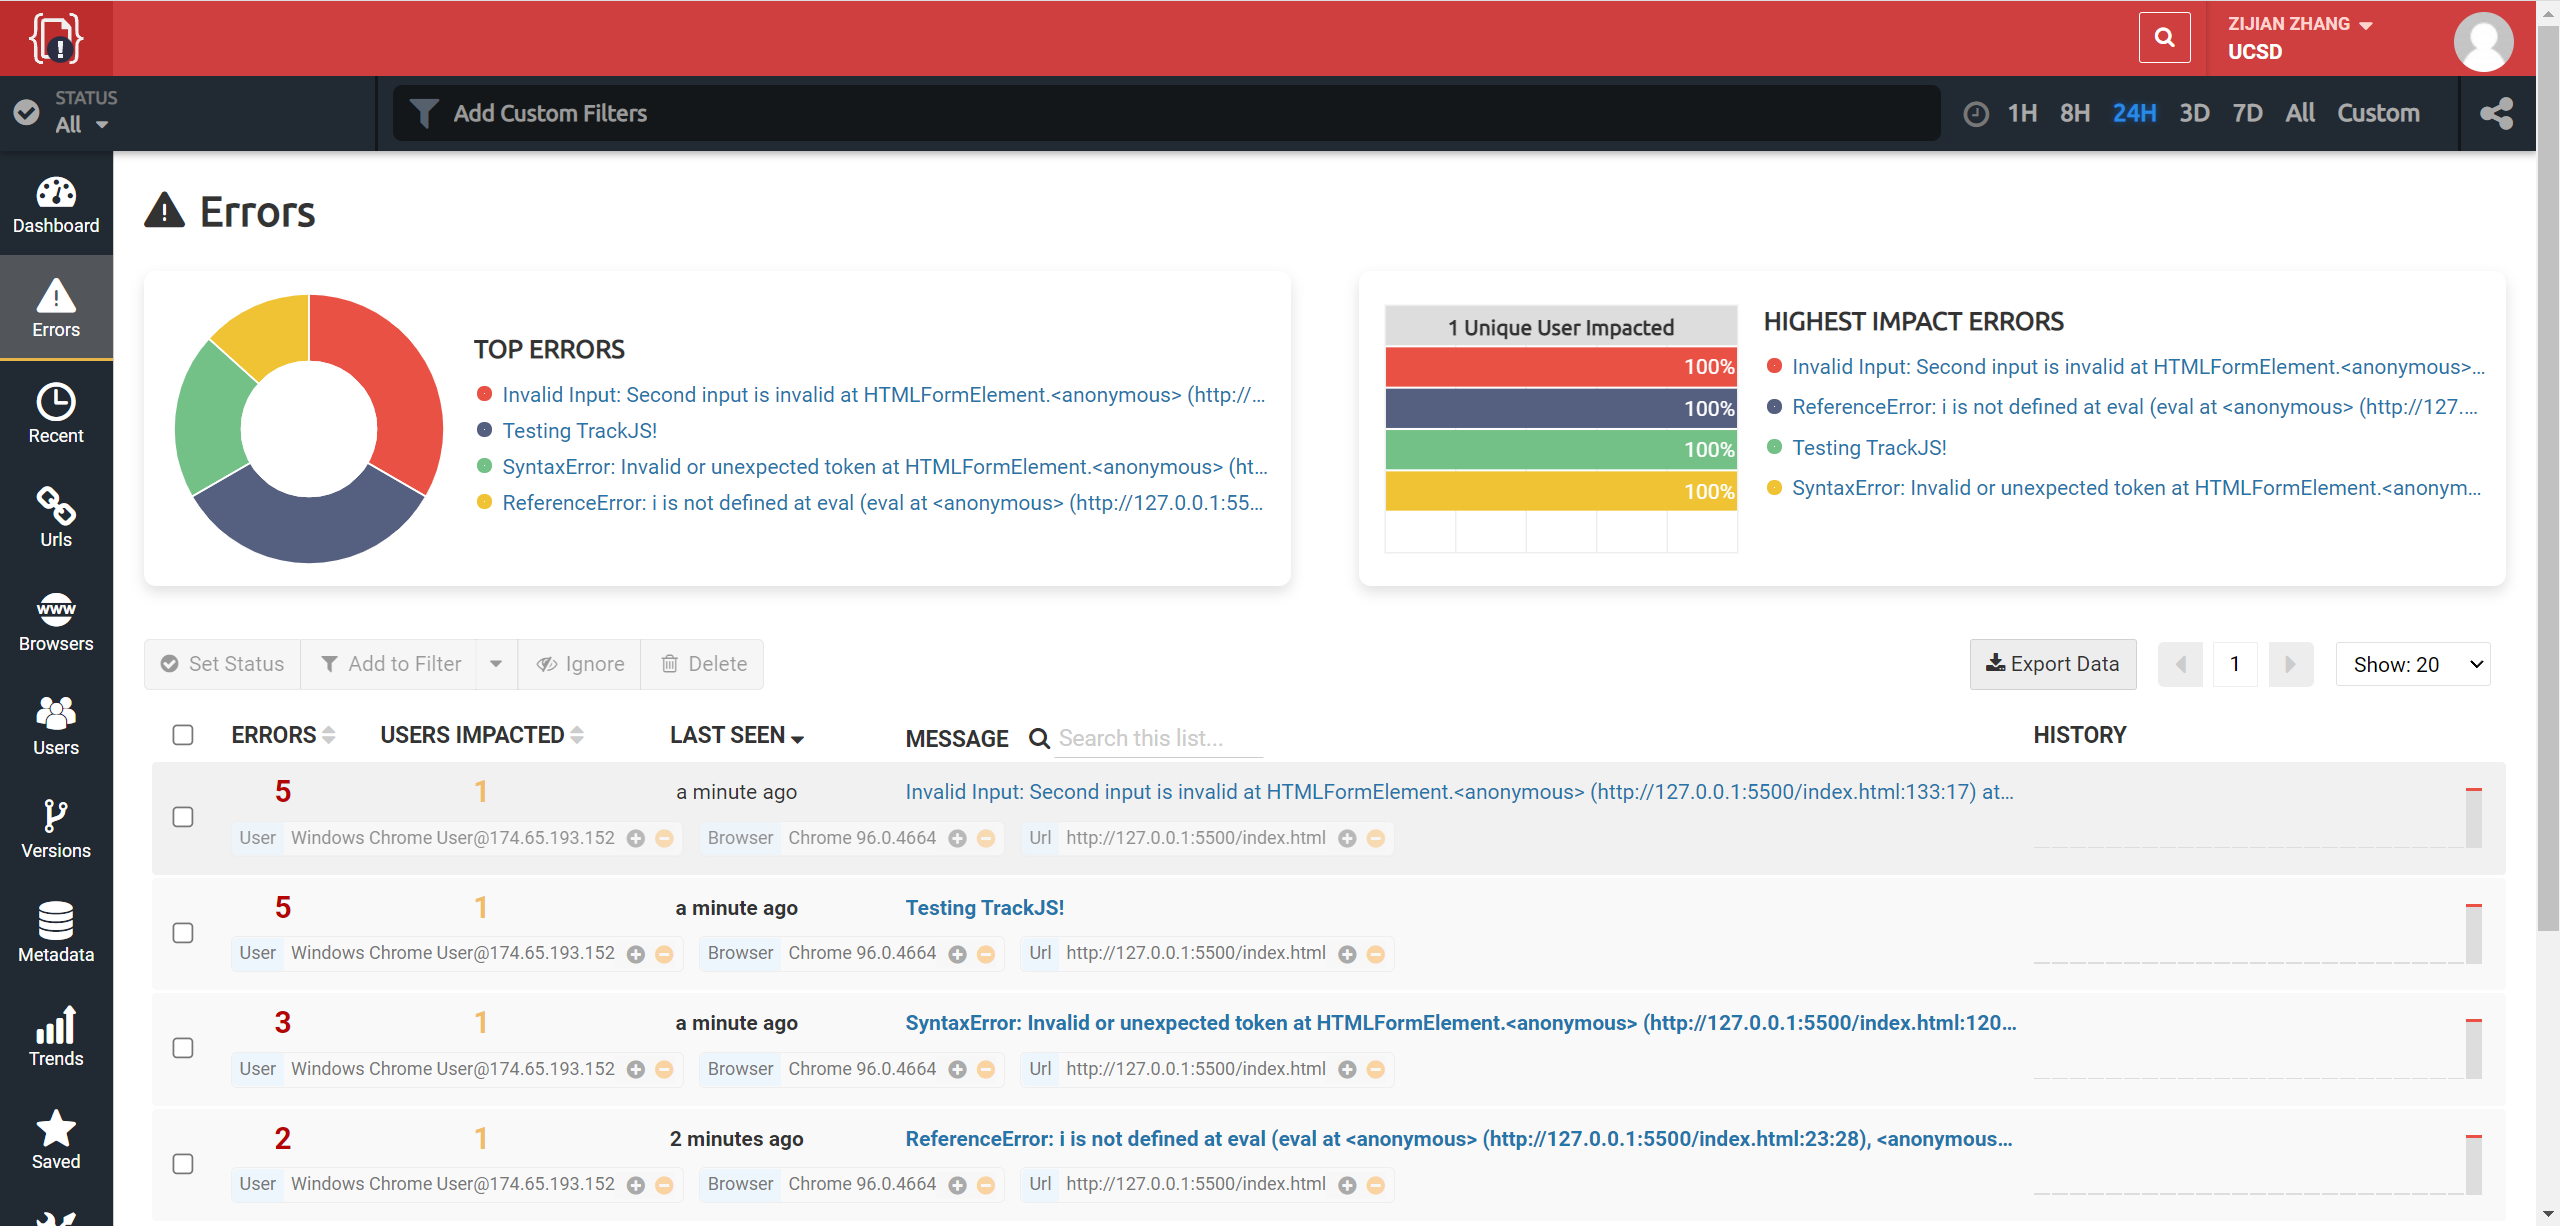 ZIJIAN ZHANG
UCSD
STATUS
All
Add Custom Filters
1H 8H 24H 3D 7D All Custom
Dashboard
Errors
Recent
Urls
www
Browsers
Users
Versions
Metadata
Trends
Saved
Errors
TOP ERRORS
Invalid Input: Second input is invalid at HTMLFormElement.<anonymous> (http://...
Testing TrackJS!
SyntaxError: Invalid or unexpected token at HTMLFormElement.<anonymous> (ht...
ReferenceError: i is not defined at eval (eval at <anonymous> (http://127.0.0.1:55...
1 Unique User Impacted
100%
100%
100%
100%
HIGHEST IMPACT ERRORS
Invalid Input: Second input is invalid at HTMLFormElement.<anonymous>...
ReferenceError: i is not defined at eval (eval at <anonymous> (http://127....
Testing TrackJS!
SyntaxError: Invalid or unexpected token at HTMLFormElement.<anonym...
Set Status Add to Filter Ignore Delete
Export Data 1 Show: 20
ERRORS USERS IMPACTED LAST SEEN MESSAGE Search this list... HISTORY
5 1 a minute ago Invalid Input: Second input is invalid at HTMLFormElement.<anonymous> (http://127.0.0.1:5500/index.html:133:17) at...
User Windows Chrome User@174.65.193.152 Browser Chrome 96.0.4664 Url http://127.0.0.1:5500/index.html
5 1 a minute ago Testing TrackJS!
User Windows Chrome User@174.65.193.152 Browser Chrome 96.0.4664 Url http://127.0.0.1:5500/index.html
3 1 a minute ago SyntaxError: Invalid or unexpected token at HTMLFormElement.<anonymous> (http://127.0.0.1:5500/index.html:120...
User Windows Chrome User@174.65.193.152 Browser Chrome 96.0.4664 Url http://127.0.0.1:5500/index.html
2 1 2 minutes ago ReferenceError: i is not defined at eval (eval at <anonymous> (http://127.0.0.1:5500/index.html:23:28), <anonymous...
User Windows Chrome User@174.65.193.152 Browser Chrome 96.0.4664 Url http://127.0.0.1:5500/index.html